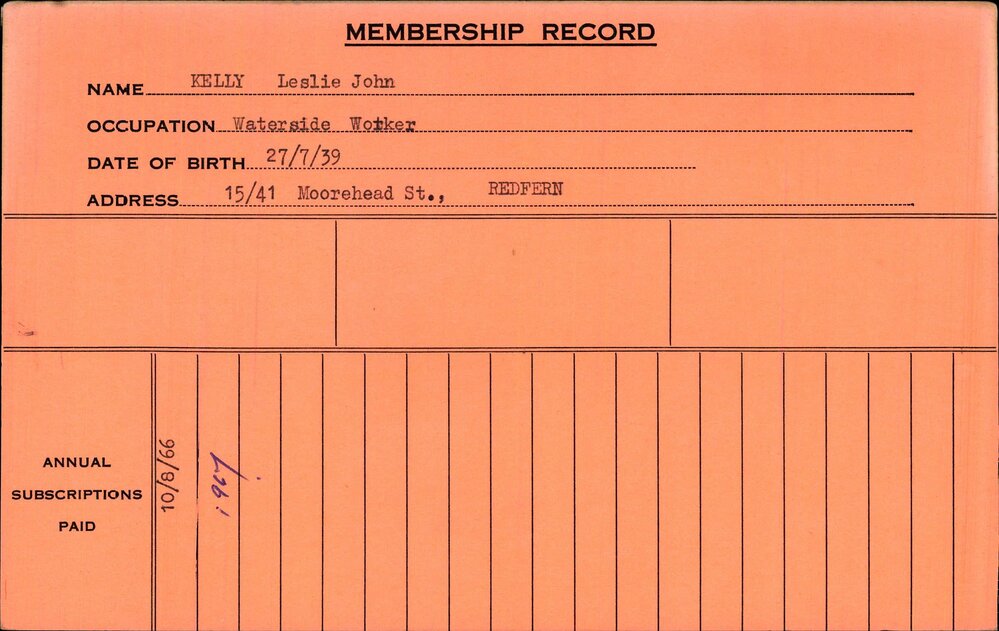 MEMBERSHIP RECORD
NAME KELLY Leslie John
OCCUPATION Waterside Worker
DATE OF BIRTH 27/7/39
ADDRESS 15/41 Moorehead St., REDFERN
ANNUAL
SUBSCRIPTIONS
PAID
10/8/66
1967